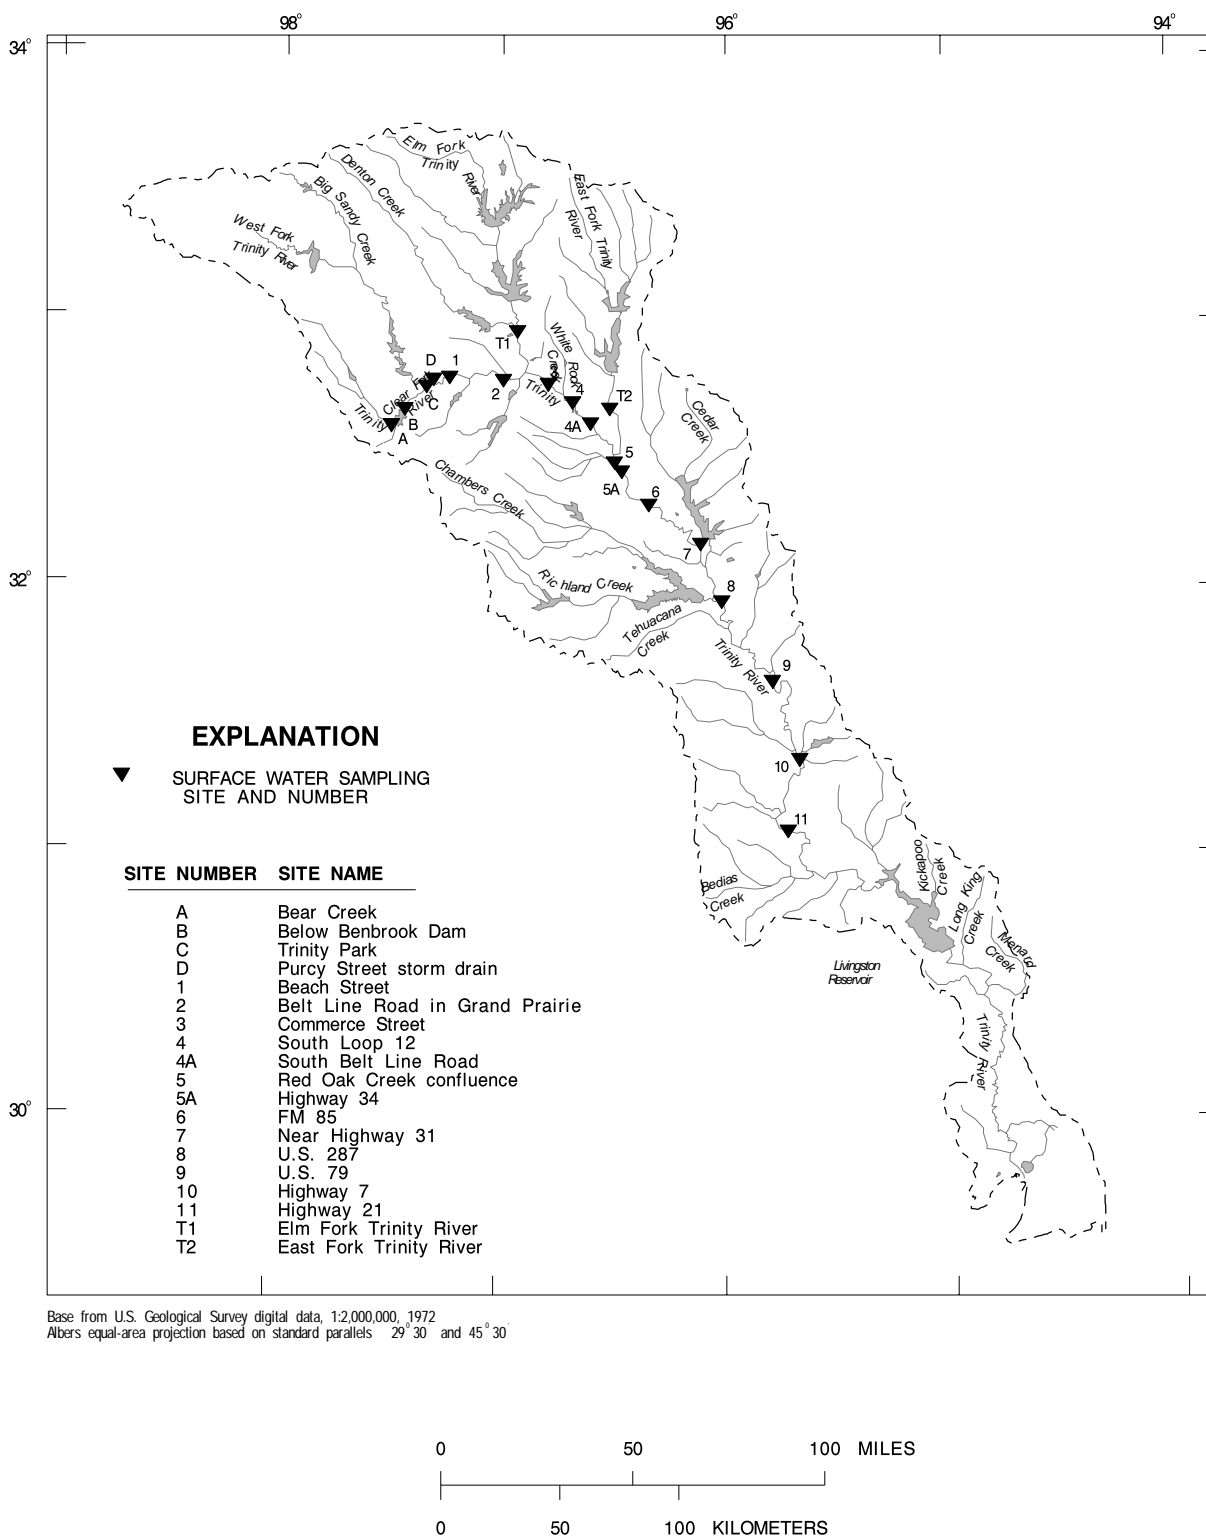 98°
96°
94°
34°
32°
30°
Elm Fork
Trinity
River
Denton Creek
Big Sandy Creek
West Fork
Trinity River
East Fork Trinity
River
White Rock
Creek
T1
D
1
2
3
4
T2
Clear Fork
Trinity
River
C
B
A
Trinity
4A
Cedar
Creek
5
5A
6
Chambers Creek
7
8
Richland Creek
Tehuacana
Creek
Trinity River
9
10
11
Bedias
Creek
Kickapoo
Creek
Long King
Creek
Menard
Creek
Livingston
Reservoir
Trinity River
EXPLANATION
SURFACE WATER SAMPLING
SITE AND NUMBER
SITE NUMBER SITE NAME
A Bear Creek
B Below Benbrook Dam
C Trinity Park
D Purcy Street storm drain
1 Beach Street
2 Belt Line Road in Grand Prairie
3 Commerce Street
4 South Loop 12
4A South Belt Line Road
5 Red Oak Creek confluence
5A Highway 34
6 FM 85
7 Near Highway 31
8 U.S. 287
9 U.S. 79
10 Highway 7
11 Highway 21
T1 Elm Fork Trinity River
T2 East Fork Trinity River
Base from U.S. Geological Survey digital data, 1:2,000,000, 1972
Albers equal-area projection based on standard parallels 29°30' and 45°30'
0 50 100 MILES
0 50 100 KILOMETERS